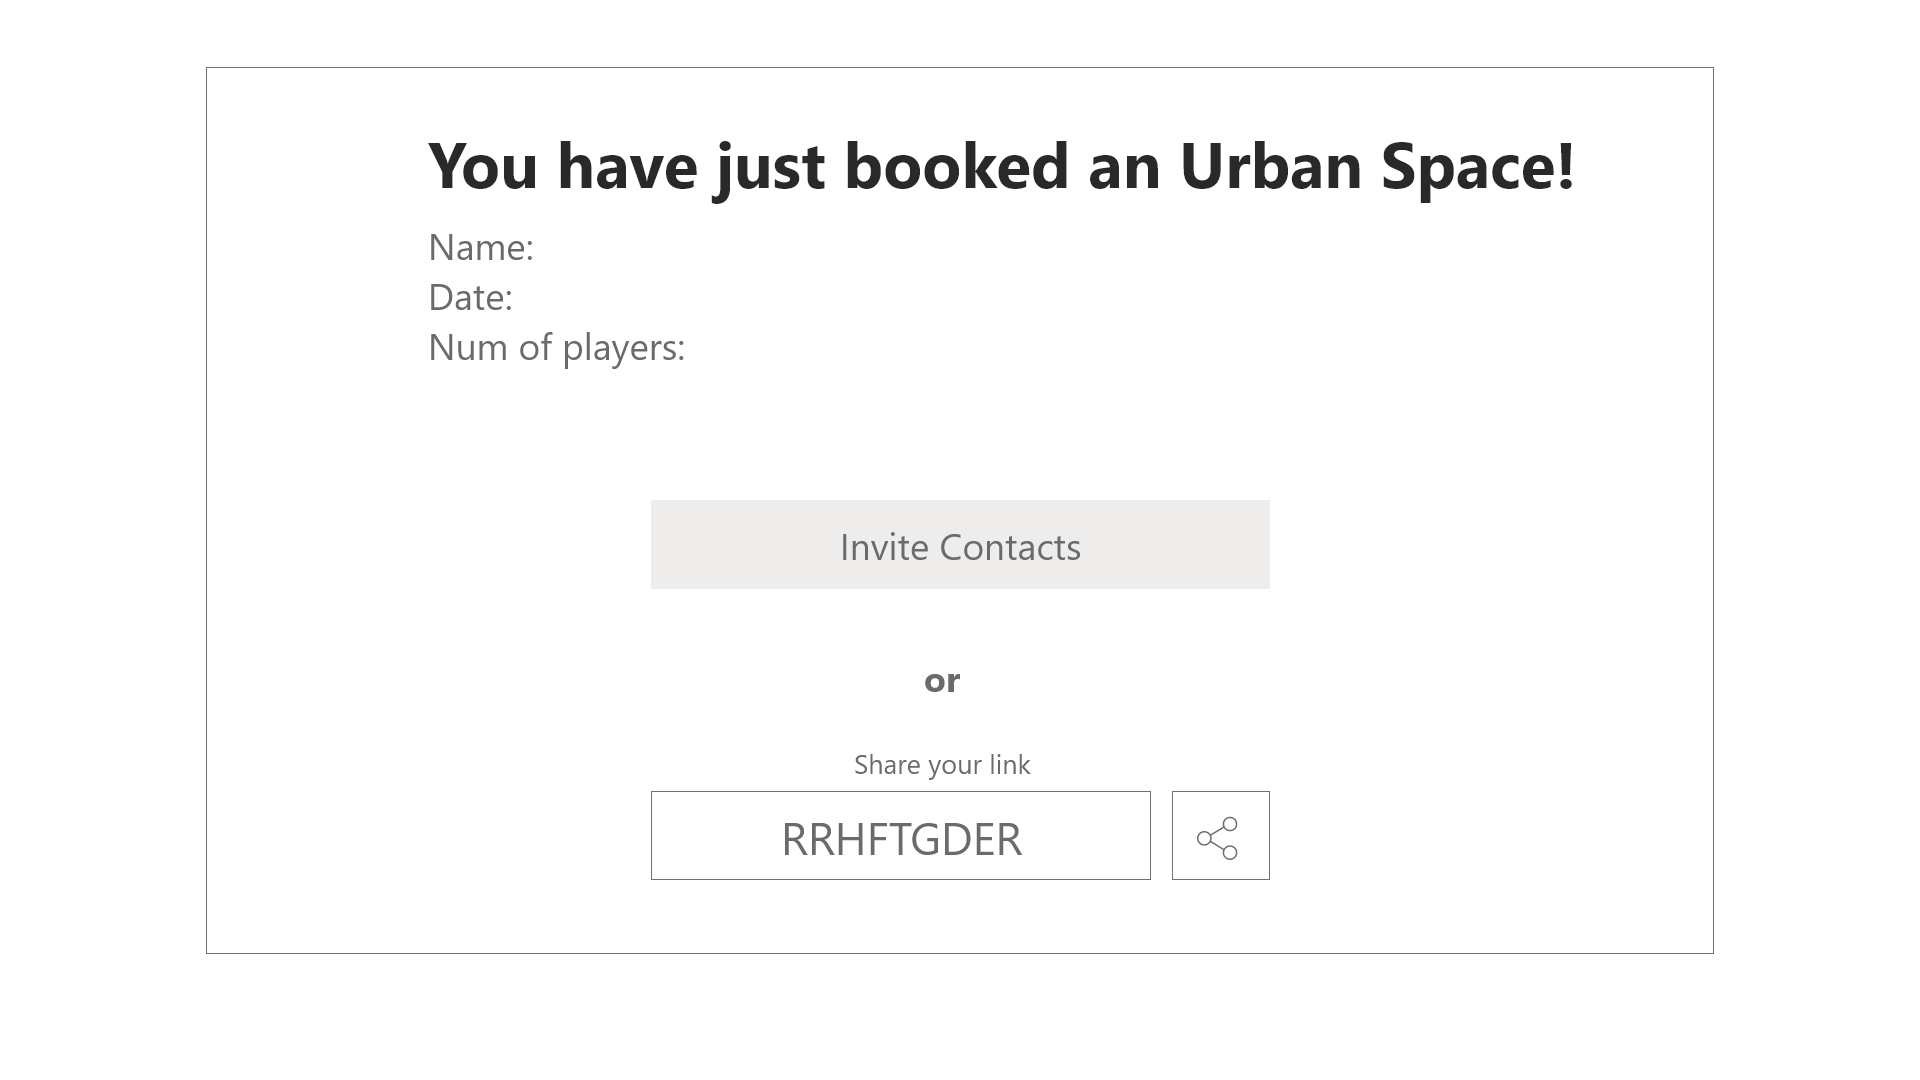 You have just booked an Urban Space!
Name:
Date:
Num of players:
Invite Contacts
or
Share your link
RRHFTGDER